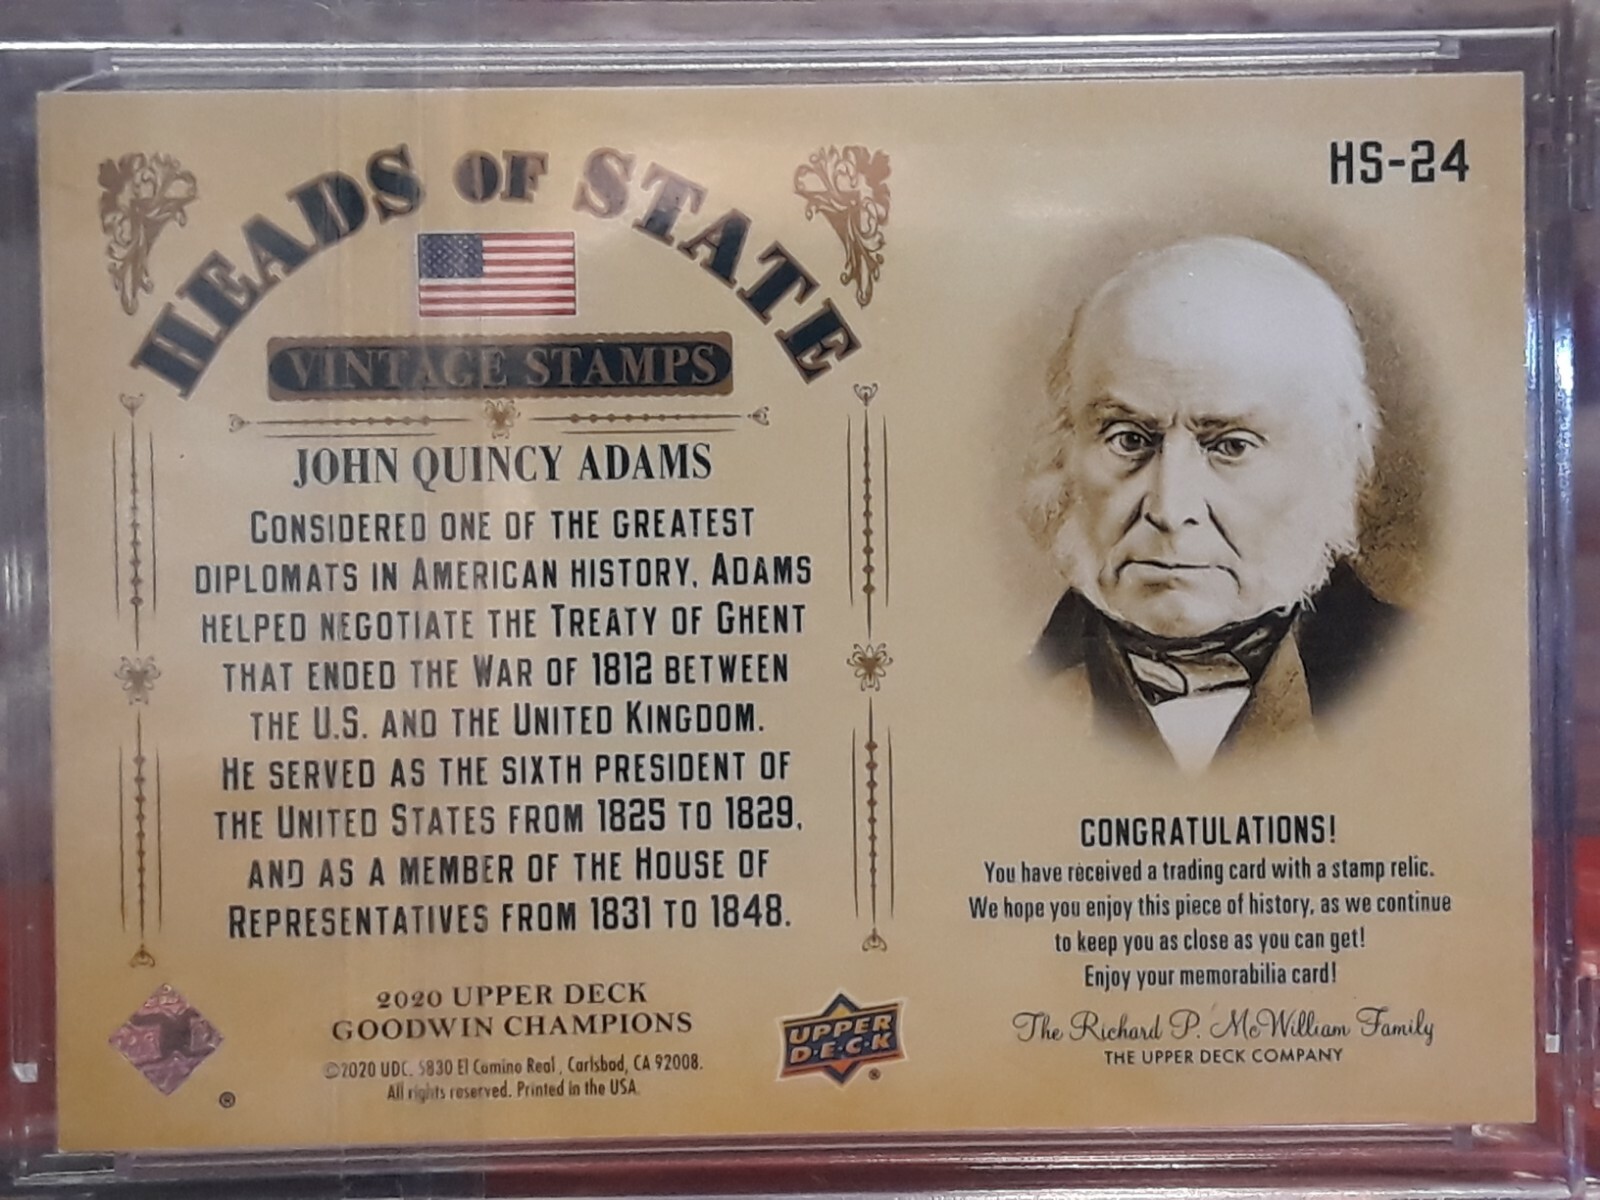 HEADS OF STATE
VINTAGE STAMPS
JOHN QUINCY ADAMS
CONSIDERED ONE OF THE GREATEST
DIPLOMATS IN AMERICAN HISTORY, ADAMS
HELPED NEGOTIATE THE TREATY OF GHENT
THAT ENDED THE WAR OF 1812 BETWEEN
THE U.S. AND THE UNITED KINGDOM.
HE SERVED AS THE SIXTH PRESIDENT OF
THE UNITED STATES FROM 1825 TO 1829,
AND AS A MEMBER OF THE HOUSE OF
REPRESENTATIVES FROM 1831 TO 1848.
2020 UPPER DECK
GOODWIN CHAMPIONS
©2020 UDC. 5830 El Camino Real, Carlsbad, CA 92008.
All rights reserved. Printed in the USA.
®
UPPER
D·E·C·K
®
HS-24
CONGRATULATIONS!
You have received a trading card with a stamp relic.
We hope you enjoy this piece of history, as we continue
to keep you as close as you can get!
Enjoy your memorabilia card!
The Richard P. McWilliam Family
THE UPPER DECK COMPANY